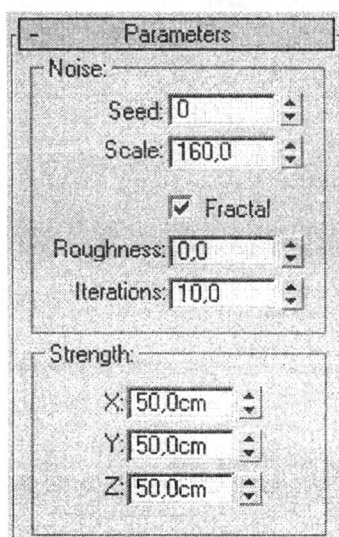 - Parameters
Noise:
Seed: 0
Scale: 160,0
Fractal
Roughness: 0,0
Iterations: 10,0
Strength:
X: 50,0cm
Y: 50,0cm
Z: 50,0cm